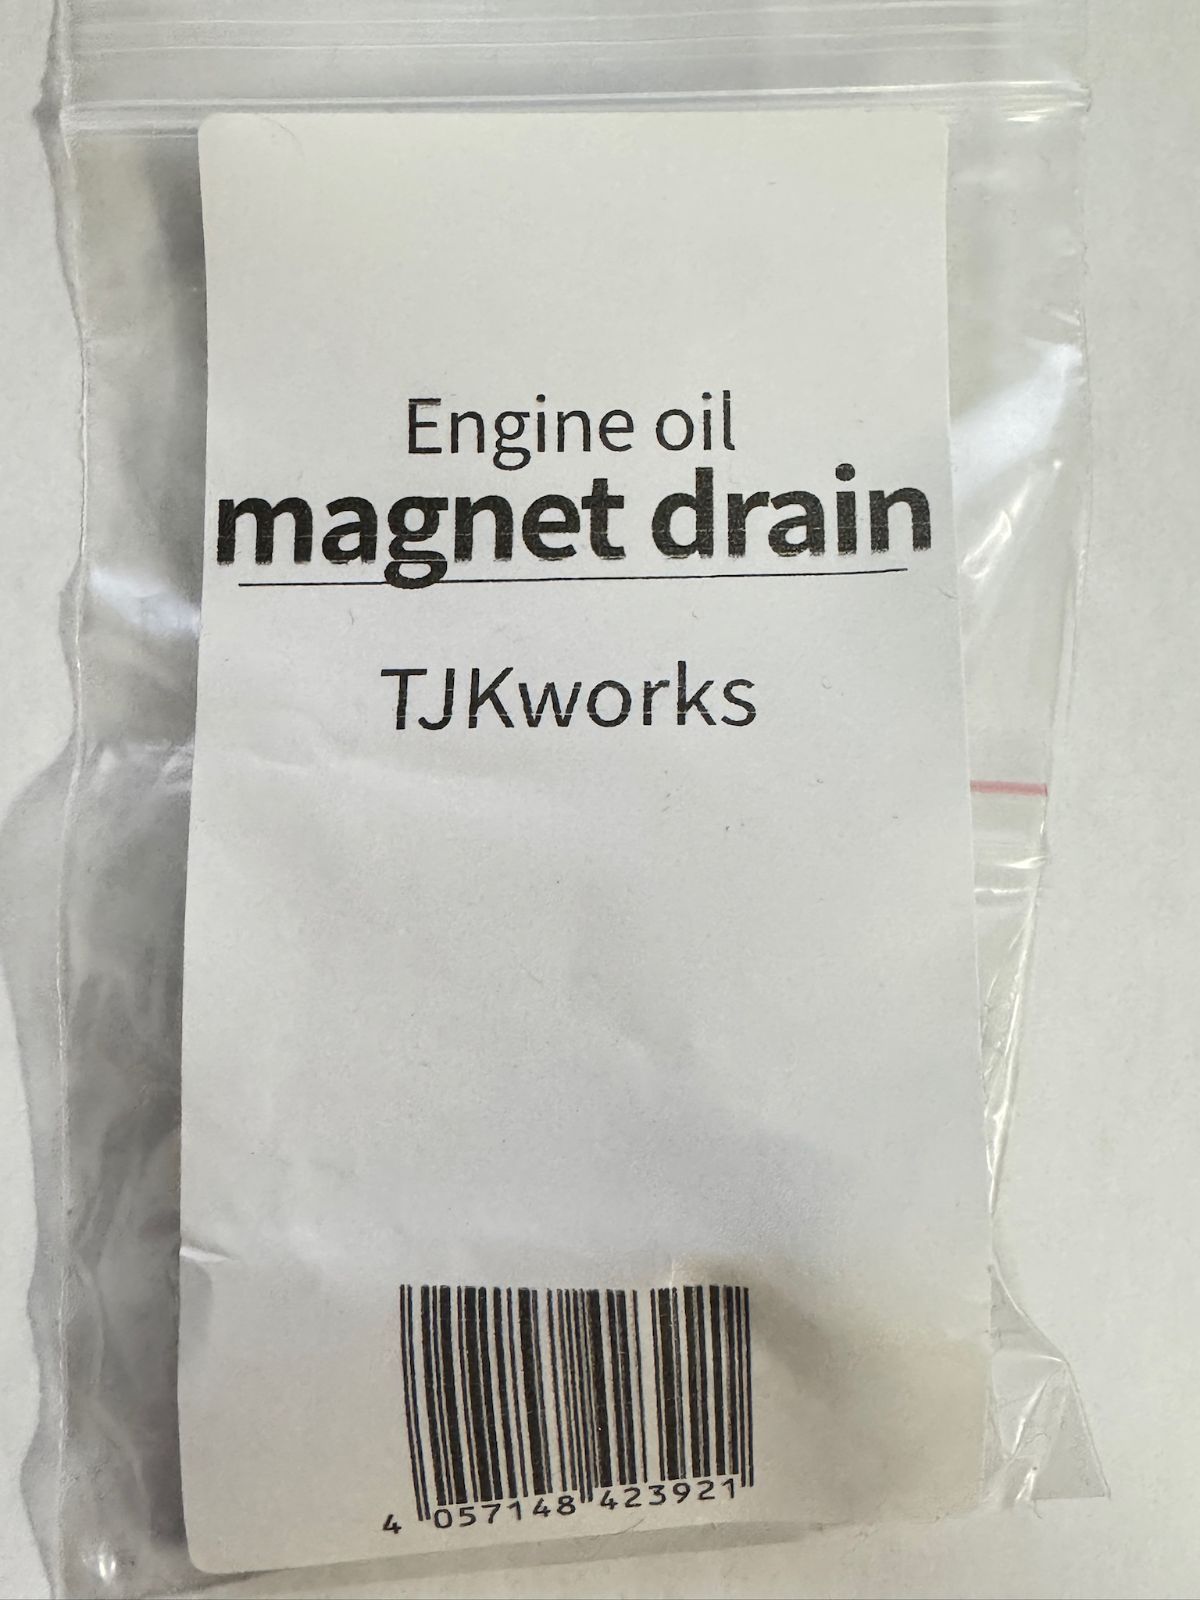 Engine oil
magnet drain
TJKworks
4 057148 423921